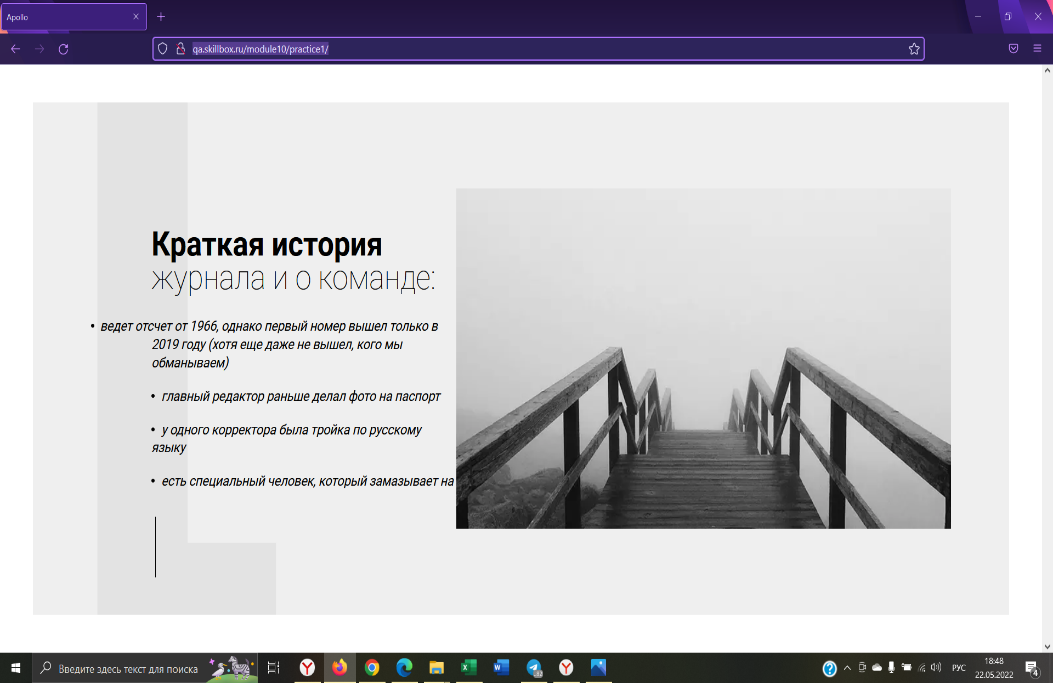 Apollo
qa.skillbox.ru/module10/practice1/
Краткая история
журнала и о команде:
• ведет отсчет от 1966, однако первый номер вышел только в
2019 году (хотя еще даже не вышел, кого мы
обманываем)
• главный редактор раньше делал фото на паспорт
• у одного корректора была тройка по русскому
языку
• есть специальный человек, который замазывает на
Введите здесь текст для поиска
РУС
18:48
22.05.2022
4